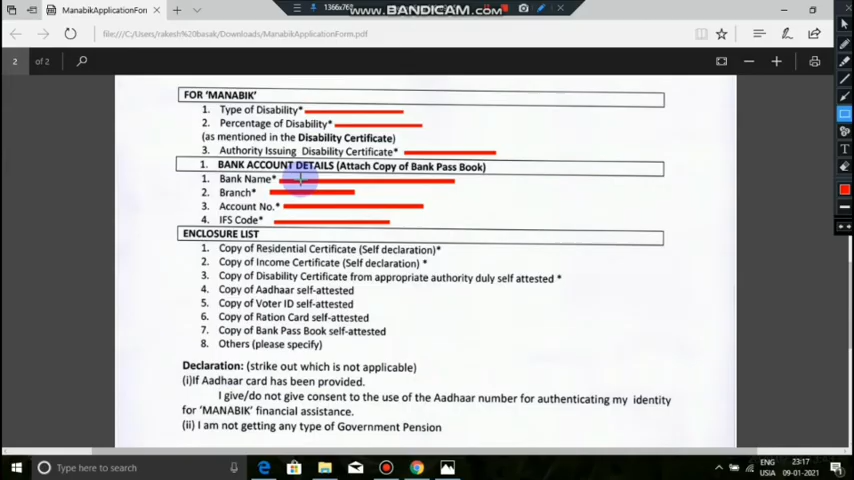 ManabikApplicationForm
1366x768
www.BANDICAM.com
file:///C:/Users/rakesh%20basak/Downloads/ManabikApplicationForm.pdf
2 of 2
FOR ‘MANABIK’
1. Type of Disability*
2. Percentage of Disability*
(as mentioned in the Disability Certificate)
3. Authority Issuing Disability Certificate*
1. BANK ACCOUNT DETAILS (Attach Copy of Bank Pass Book)
1. Bank Name*
2. Branch*
3. Account No.*
4. IFS Code*
ENCLOSURE LIST
1. Copy of Residential Certificate (Self declaration)*
2. Copy of Income Certificate (Self declaration) *
3. Copy of Disability Certificate from appropriate authority duly self attested *
4. Copy of Aadhaar self-attested
5. Copy of Voter ID self-attested
6. Copy of Ration Card self-attested
7. Copy of Bank Pass Book self-attested
8. Others (please specify)
Declaration: (strike out which is not applicable)
(i)If Aadhaar card has been provided.
I give/do not give consent to the use of the Aadhaar number for authenticating my identity
for ‘MANABIK’ financial assistance.
(ii) I am not getting any type of Government Pension
Type here to search
ENG
USIA
23:17
09-01-2021